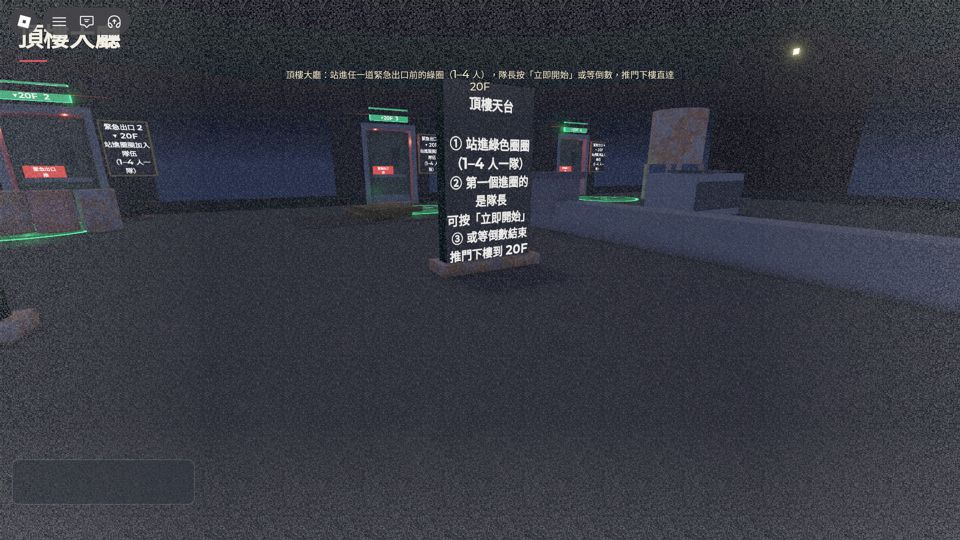 頂樓大廳
頂樓大廳：站進任一道緊急出口前的綠圈（1–4 人），隊長按「立即開始」或等倒數，推門下樓直達
20F
頂樓天台
① 站進綠色圈圈
（1–4 人一隊）
② 第一個進圈的
是隊長
可按「立即開始」
③ 或等倒數結束
推門下樓到 20F
▼20F 2
緊急出口 2
▼ 20F
站進圈圈加入
隊伍
（1–4 人一
隊）
緊急出口
▼20F 3